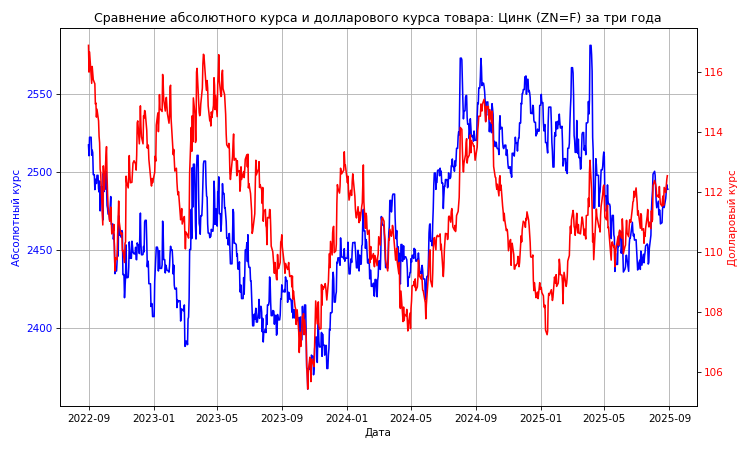 Сравнение абсолютного курса и долларового курса товара: Цинк (ZN=F) за три года
Абсолютный курс
2550
2500
2450
2400
116
114
112
110
108
106
Долларовый курс
2022-09 2023-01 2023-05 2023-09 2024-01 2024-05 2024-09 2025-01 2025-05 2025-09
Дата